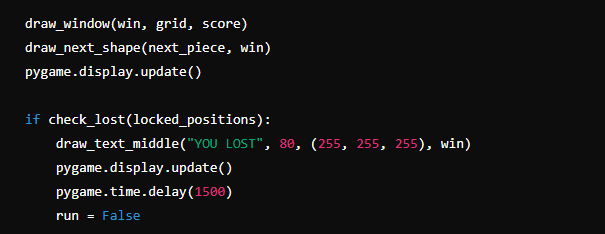 draw_window(win, grid, score)
draw_next_shape(next_piece, win)
pygame.display.update()

if check_lost(locked_positions):
    draw_text_middle("YOU LOST", 80, (255, 255, 255), win)
    pygame.display.update()
    pygame.time.delay(1500)
    run = False